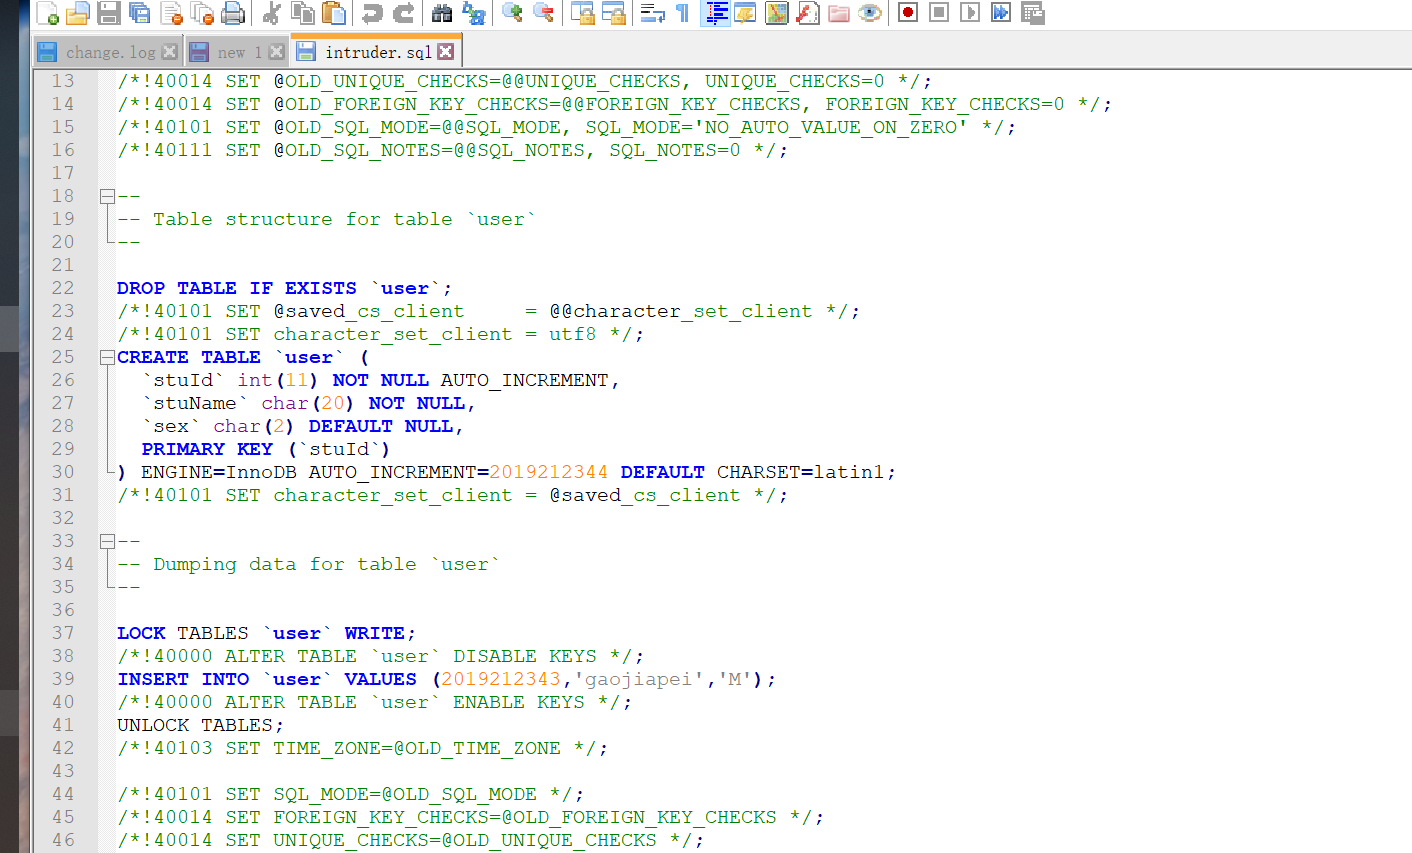 change.log new 1 intruder.sql
13 /*!40014 SET @OLD_UNIQUE_CHECKS=@@UNIQUE_CHECKS, UNIQUE_CHECKS=0 */;
14 /*!40014 SET @OLD_FOREIGN_KEY_CHECKS=@@FOREIGN_KEY_CHECKS, FOREIGN_KEY_CHECKS=0 */;
15 /*!40101 SET @OLD_SQL_MODE=@@SQL_MODE, SQL_MODE='NO_AUTO_VALUE_ON_ZERO' */;
16 /*!40111 SET @OLD_SQL_NOTES=@@SQL_NOTES, SQL_NOTES=0 */;
17
18 --
19 -- Table structure for table `user`
20 --
21
22 DROP TABLE IF EXISTS `user`;
23 /*!40101 SET @saved_cs_client     = @@character_set_client */;
24 /*!40101 SET character_set_client = utf8 */;
25 CREATE TABLE `user` (
26   `stuId` int(11) NOT NULL AUTO_INCREMENT,
27   `stuName` char(20) NOT NULL,
28   `sex` char(2) DEFAULT NULL,
29   PRIMARY KEY (`stuId`)
30 ) ENGINE=InnoDB AUTO_INCREMENT=2019212344 DEFAULT CHARSET=latin1;
31 /*!40101 SET character_set_client = @saved_cs_client */;
32
33 --
34 -- Dumping data for table `user`
35 --
36
37 LOCK TABLES `user` WRITE;
38 /*!40000 ALTER TABLE `user` DISABLE KEYS */;
39 INSERT INTO `user` VALUES (2019212343,'gaojiapei','M');
40 /*!40000 ALTER TABLE `user` ENABLE KEYS */;
41 UNLOCK TABLES;
42 /*!40103 SET TIME_ZONE=@OLD_TIME_ZONE */;
43
44 /*!40101 SET SQL_MODE=@OLD_SQL_MODE */;
45 /*!40014 SET FOREIGN_KEY_CHECKS=@OLD_FOREIGN_KEY_CHECKS */;
46 /*!40014 SET UNIQUE_CHECKS=@OLD_UNIQUE_CHECKS */;